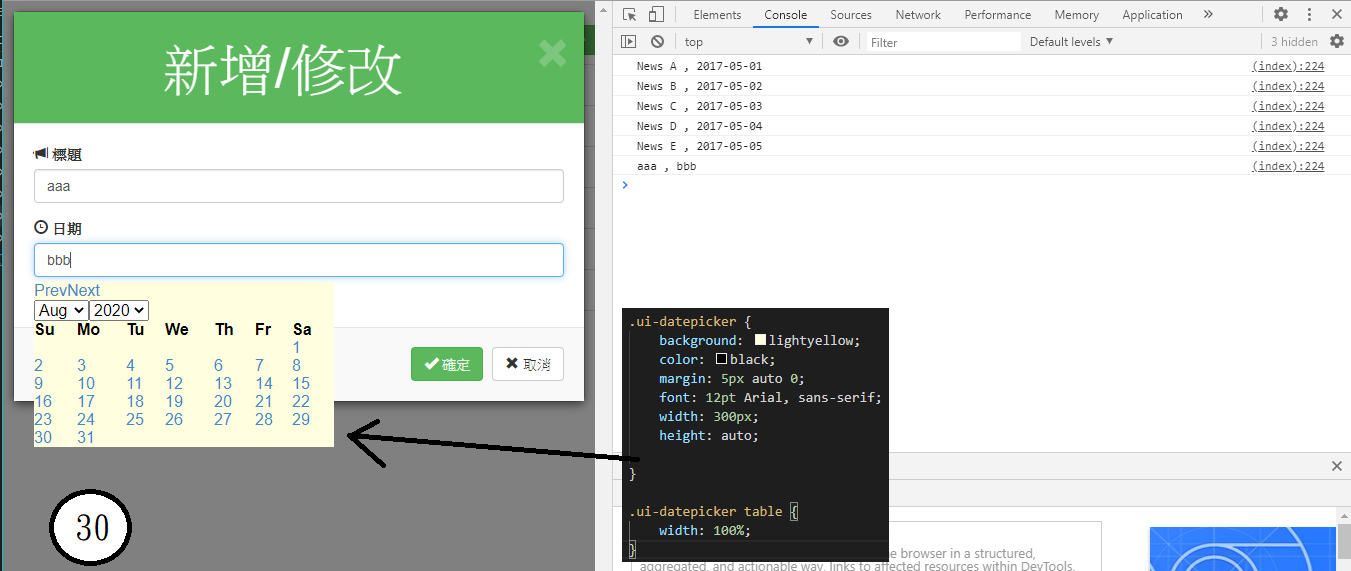 新增/修改
×
標題
aaa
日期
bbb
PrevNext
Aug 2020
Su Mo Tu We Th Fr Sa
1
2 3 4 5 6 7 8
9 10 11 12 13 14 15
16 17 18 19 20 21 22
23 24 25 26 27 28 29
30 31
確定 取消
30
Elements Console Sources Network Performance Memory Application »
top Filter Default levels ▼ 3 hidden
News A , 2017-05-01 (index):224
News B , 2017-05-02 (index):224
News C , 2017-05-03 (index):224
News D , 2017-05-04 (index):224
News E , 2017-05-05 (index):224
aaa , bbb (index):224
>
.ui-datepicker {
background: lightyellow;
color: black;
margin: 5px auto 0;
font: 12pt Arial, sans-serif;
width: 300px;
height: auto;
}
.ui-datepicker table {
width: 100%;
}
e browser in a structured,
aggregated, and actionable way, links to affected resources within DevTools,